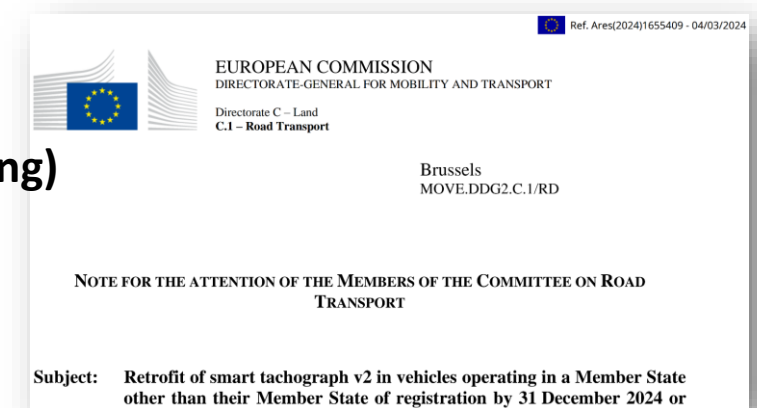 Ref. Ares(2024)1655409 - 04/03/2024
EUROPEAN COMMISSION
DIRECTORATE-GENERAL FOR MOBILITY AND TRANSPORT
Directorate C – Land
C.1 – Road Transport
ng)
Brussels
MOVE.DDG2.C.1/RD
NOTE FOR THE ATTENTION OF THE MEMBERS OF THE COMMITTEE ON ROAD
TRANSPORT
Subject: Retrofit of smart tachograph v2 in vehicles operating in a Member State
other than their Member State of registration by 31 December 2024 or